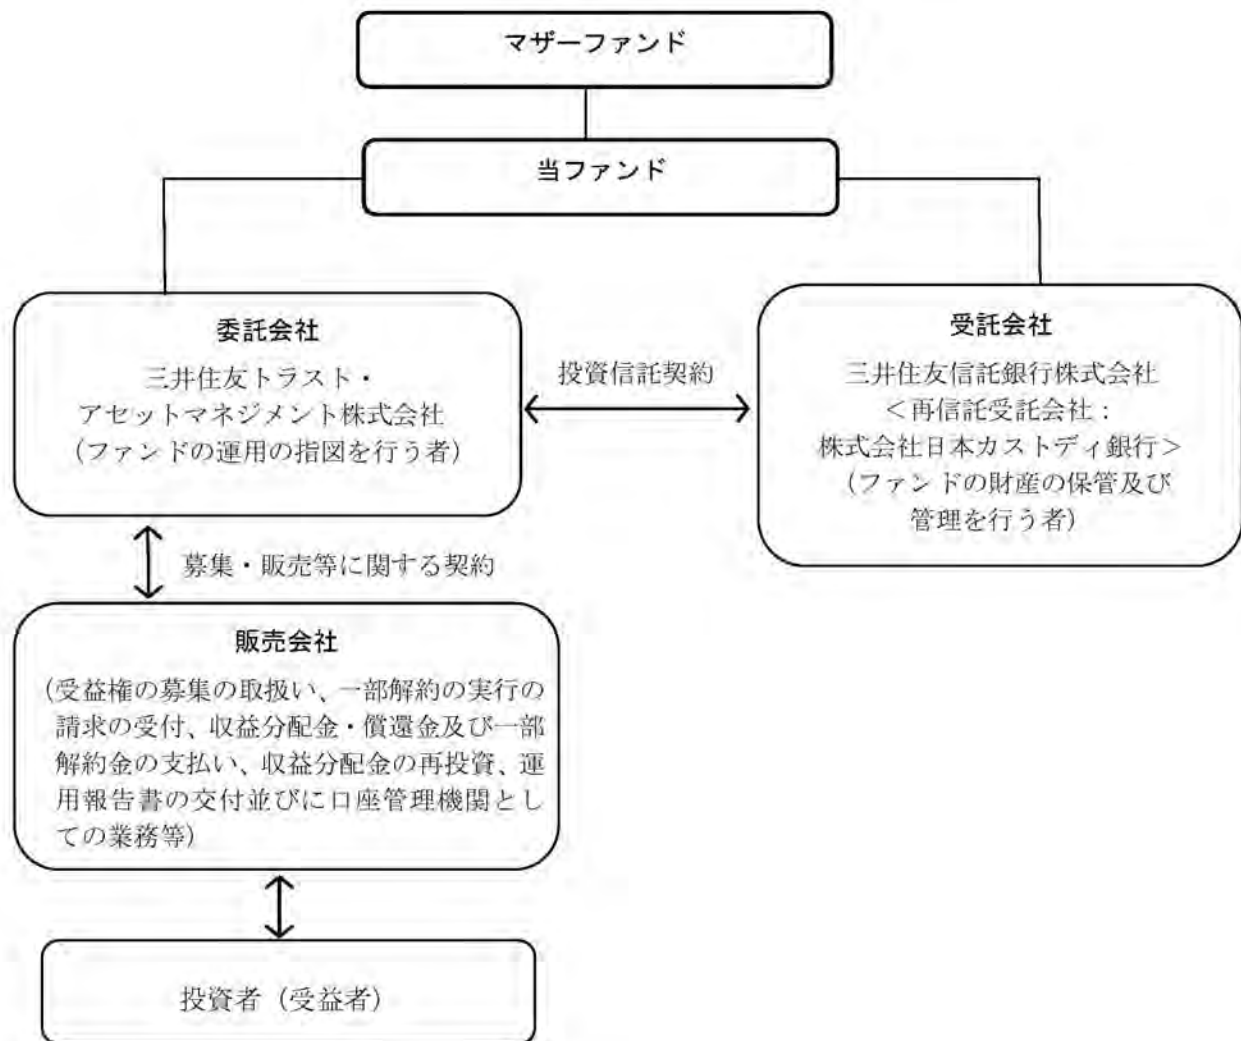 マザーファンド
当ファンド
委託会社
三井住友トラスト・
アセットマネジメント株式会社
（ファンドの運用の指図を行う者）
投資信託契約
受託会社
三井住友信託銀行株式会社
＜再信託受託会社：
株式会社日本カストディ銀行＞
（ファンドの財産の保管及び
管理を行う者）
募集・販売等に関する契約
販売会社
（受益権の募集の取扱い、一部解約の実行の
請求の受付、収益分配金・償還金及び一部
解約金の支払い、収益分配金の再投資、運
用報告書の交付並びに口座管理機関とし
ての業務等）
投資者（受益者）